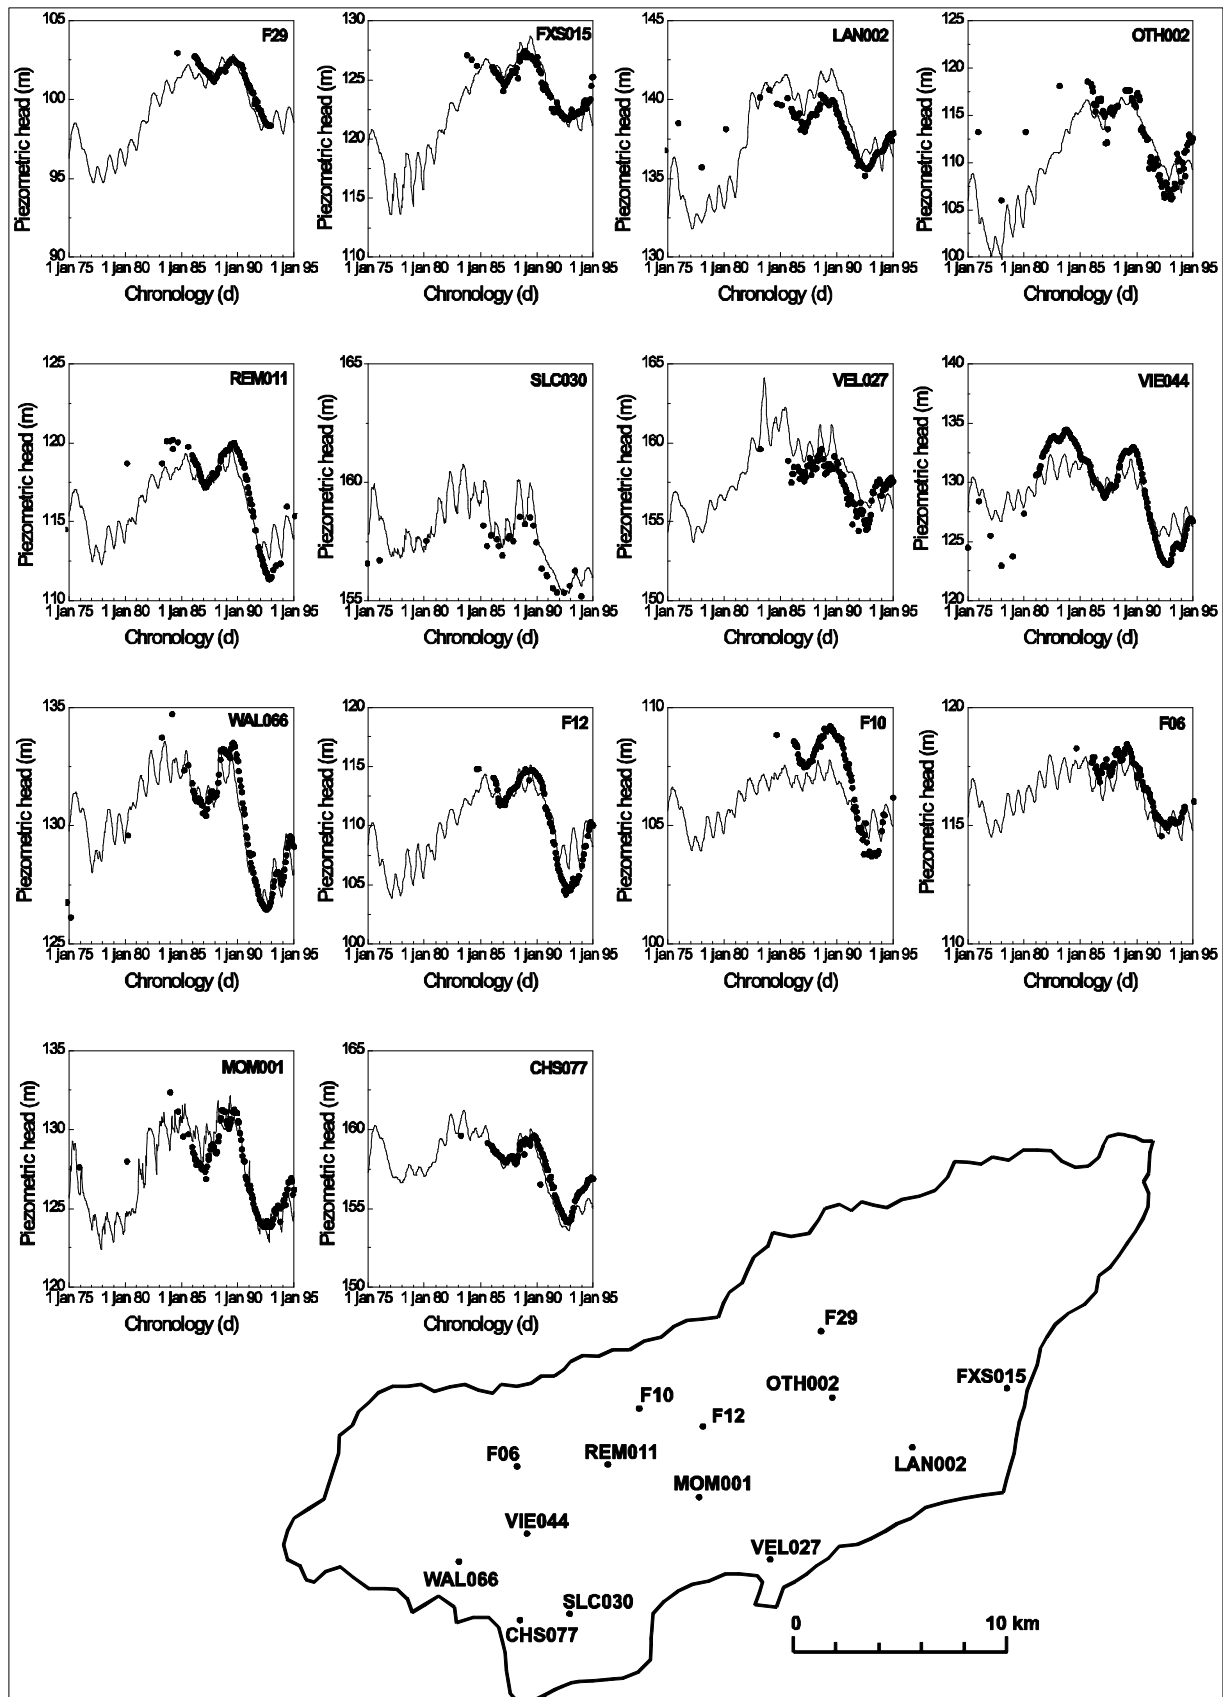 F29
Piezometric head (m)
105
100
95
90
1 jan 75 1 jan 80 1 jan 85 1 jan 90 1 jan 95
Chronology (d)
FXS015
Piezometric head (m)
130
125
120
115
110
1 jan 75 1 jan 80 1 jan 85 1 jan 90 1 jan 95
Chronology (d)
LAN002
Piezometric head (m)
145
140
135
130
1 jan 75 1 jan 80 1 jan 85 1 jan 90 1 jan 95
Chronology (d)
OTH002
Piezometric head (m)
125
120
115
110
105
100
1 jan 75 1 jan 80 1 jan 85 1 jan 90 1 jan 95
Chronology (d)
REM011
Piezometric head (m)
125
120
115
110
1 jan 75 1 jan 80 1 jan 85 1 jan 90 1 jan 95
Chronology (d)
SLC030
Piezometric head (m)
165
160
155
1 jan 75 1 jan 80 1 jan 85 1 jan 90 1 jan 95
Chronology (d)
VEL027
Piezometric head (m)
165
160
155
150
1 jan 75 1 jan 80 1 jan 85 1 jan 90 1 jan 95
Chronology (d)
VIE044
Piezometric head (m)
140
135
130
125
120
1 jan 75 1 jan 80 1 jan 85 1 jan 90 1 jan 95
Chronology (d)
WAL066
Piezometric head (m)
135
130
125
1 jan 75 1 jan 80 1 jan 85 1 jan 90 1 jan 95
Chronology (d)
F12
Piezometric head (m)
120
115
110
105
100
1 jan 75 1 jan 80 1 jan 85 1 jan 90 1 jan 95
Chronology (d)
F10
Piezometric head (m)
110
105
100
1 jan 75 1 jan 80 1 jan 85 1 jan 90 1 jan 95
Chronology (d)
F06
Piezometric head (m)
120
115
110
1 jan 75 1 jan 80 1 jan 85 1 jan 90 1 jan 95
Chronology (d)
MOM001
Piezometric head (m)
135
130
125
120
1 jan 75 1 jan 80 1 jan 85 1 jan 90 1 jan 95
Chronology (d)
CHS077
Piezometric head (m)
165
160
155
150
1 jan 75 1 jan 80 1 jan 85 1 jan 90 1 jan 95
Chronology (d)
F29
FXS015
OTH002
F10
F12
F06
REM011
LAN002
MOM001
VIE044
VEL027
WAL066
SLC030
CHS077
0 10 km